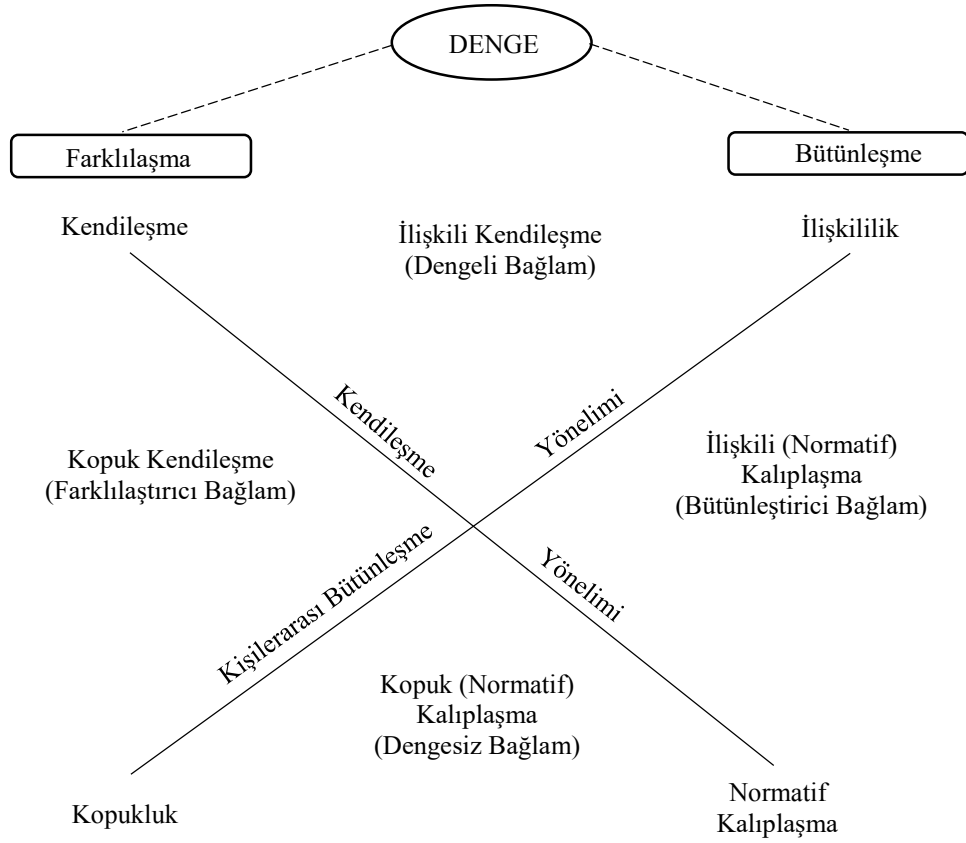 DENGE
Farklılaşma
Bütünleşme
Kendileşme
İlişkili Kendileşme
(Dengeli Bağlam)
İlişkililik
Kendileşme
Yönelimi
Kopuk Kendileşme
(Farklılaştırıcı Bağlam)
İlişkili (Normatif)
Kalıplaşma
(Bütünleştirici Bağlam)
Kişilerarası Bütünleşme
Yönelimi
Kopuk (Normatif)
Kalıplaşma
(Dengesiz Bağlam)
Kopukluk
Normatif
Kalıplaşma